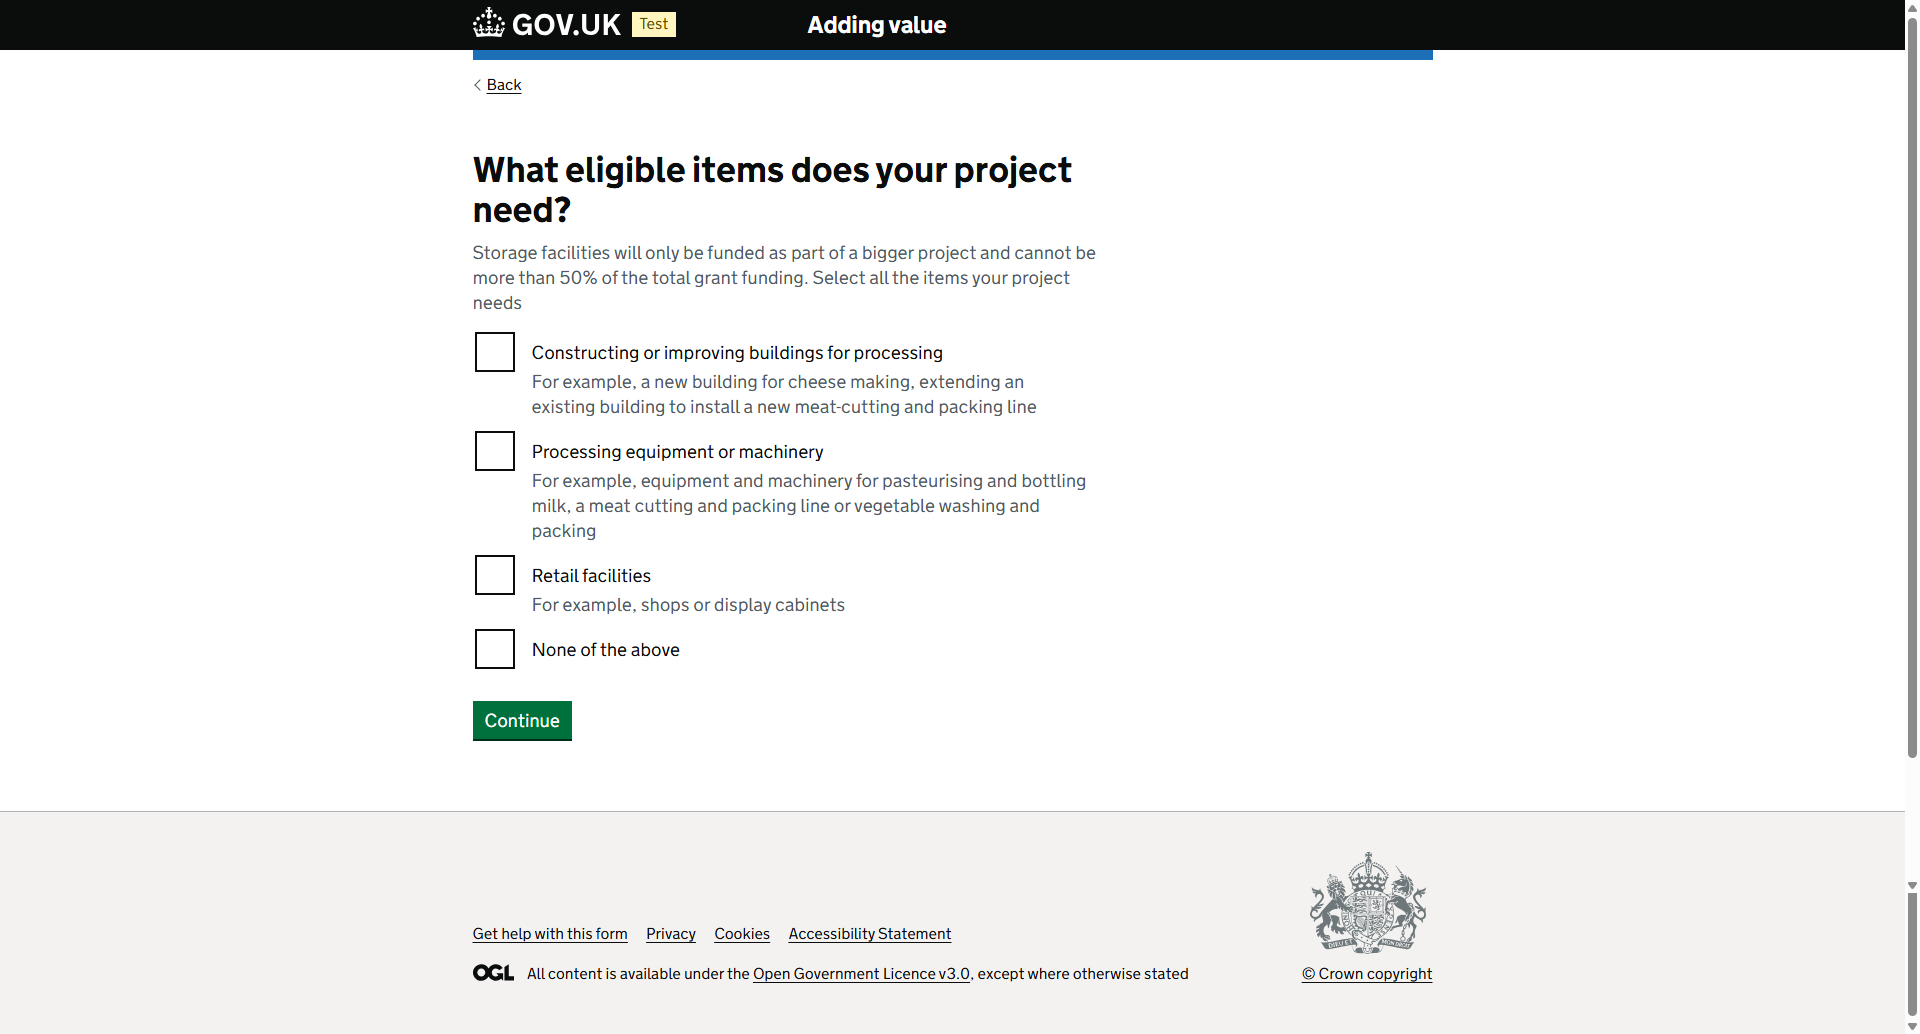 GOV.UK Test Adding value
Back
What eligible items does your project
need?
Storage facilities will only be funded as part of a bigger project and cannot be
more than 50% of the total grant funding. Select all the items your project
needs
Constructing or improving buildings for processing
For example, a new building for cheese making, extending an
existing building to install a new meat-cutting and packing line
Processing equipment or machinery
For example, equipment and machinery for pasteurising and bottling
milk, a meat cutting and packing line or vegetable washing and
packing
Retail facilities
For example, shops or display cabinets
None of the above
Continue
Get help with this form Privacy Cookies Accessibility Statement
OGL All content is available under the Open Government Licence v3.0, except where otherwise stated
© Crown copyright